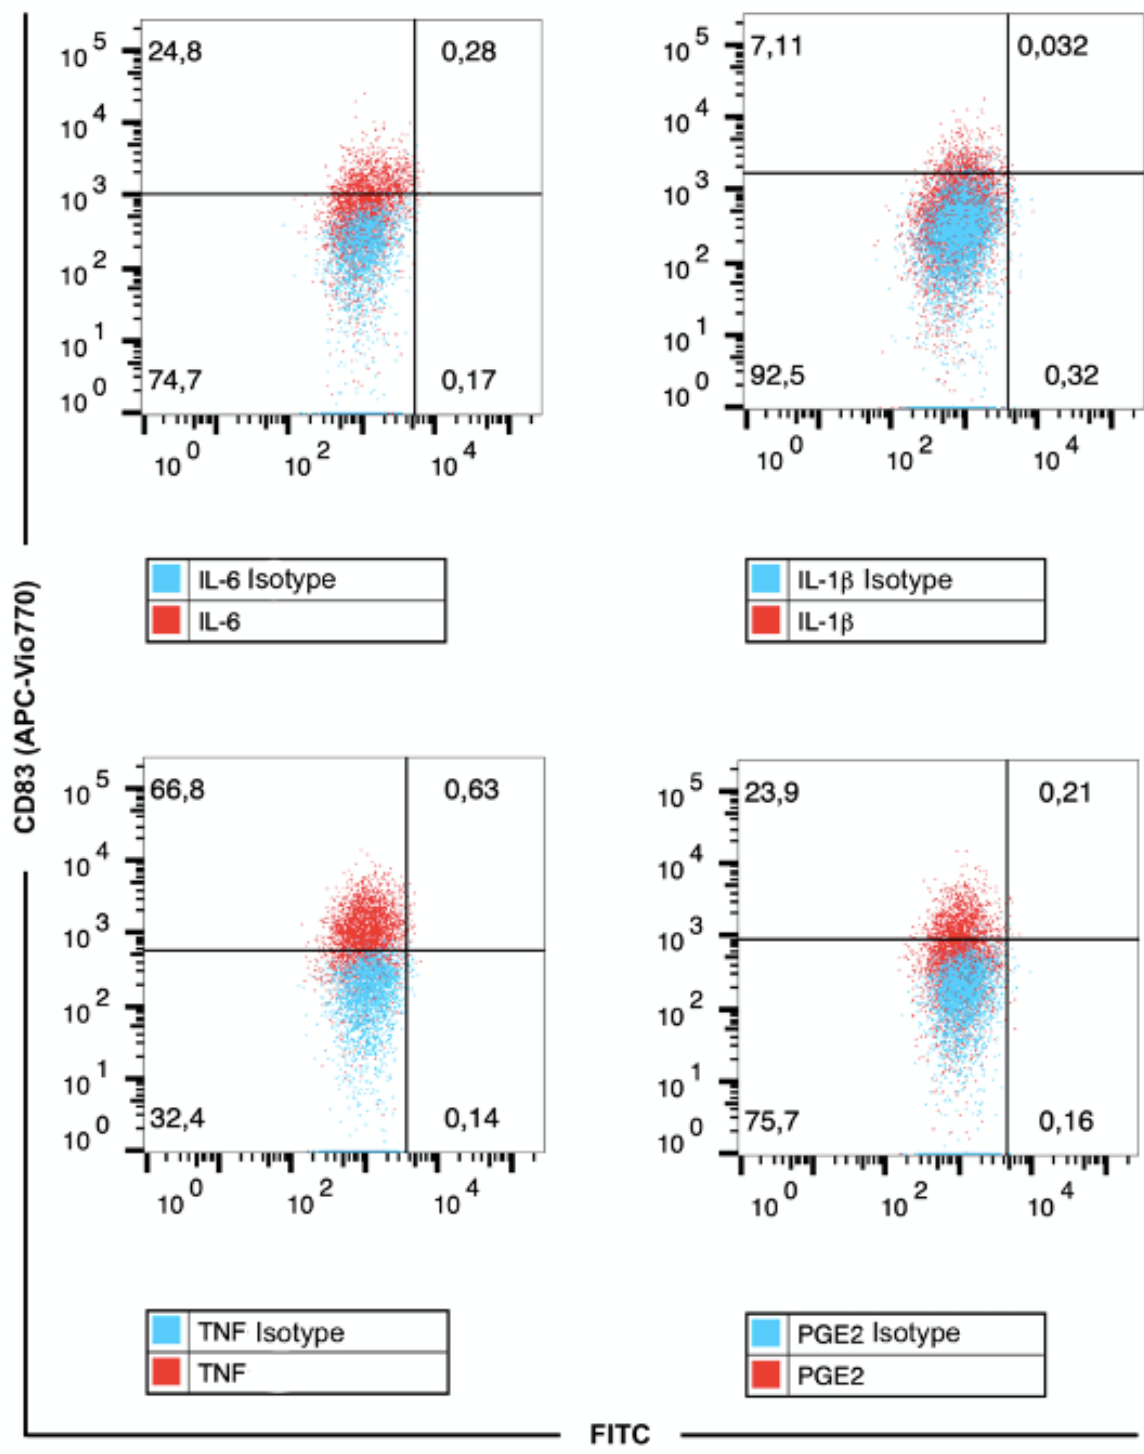 CD83 (APC-Vio770)
24,8 0,28
10 5
10 4
10 3
10 2
10 1
10 0
74,7 0,17
10 0 10 2 10 4
IL-6 Isotype
IL-6
7,11 0,032
10 5
10 4
10 3
10 2
10 1
10 0
92,5 0,32
10 0 10 2 10 4
IL-1β Isotype
IL-1β
66,8 0,63
10 5
10 4
10 3
10 2
10 1
10 0
32,4 0,14
10 0 10 2 10 4
TNF Isotype
TNF
23,9 0,21
10 5
10 4
10 3
10 2
10 1
10 0
75,7 0,16
10 0 10 2 10 4
PGE2 Isotype
PGE2
FITC